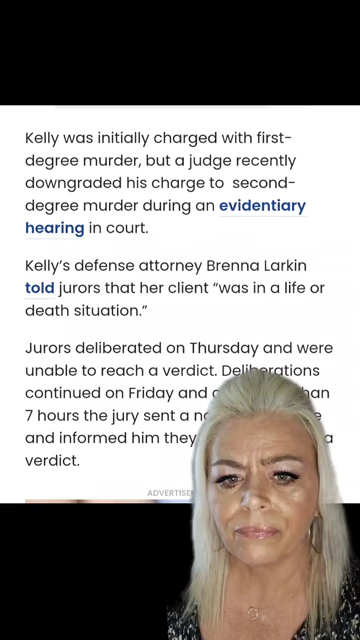 Kelly was initially charged with first-
degree murder, but a judge recently
downgraded his charge to second-
degree murder during an evidentiary
hearing in court.
Kelly's defense attorney Brenna Larkin
told jurors that her client “was in a life or
death situation.”
Jurors deliberated on Thursday and were
unable to reach a verdict. Deliberations
continued on Friday and
7 hours the jury sent a
and informed him they a
verdict.
ADVERTISE